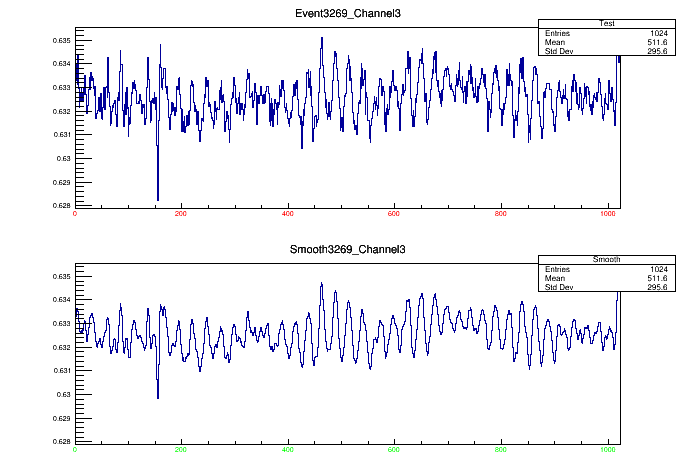 Event3269_Channel3
Test
Entries 1024
Mean 511.6
Std Dev 295.6
0.635
0.634
0.633
0.632
0.631
0.63
0.629
0.628
0 200 400 600 800 1000
Smooth3269_Channel3
Smooth
Entries 1024
Mean 511.6
Std Dev 295.6
0.635
0.634
0.633
0.632
0.631
0.63
0.629
0.628
0 200 400 600 800 1000